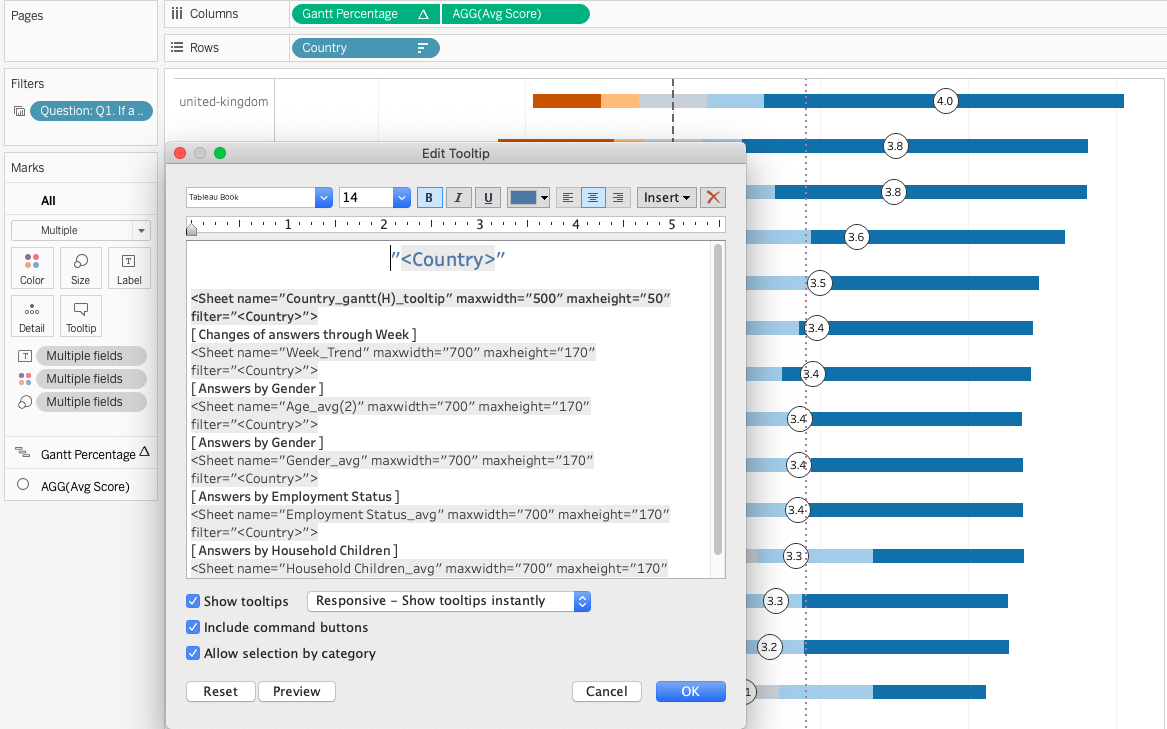 Pages
Columns
Gantt Percentage
AGG(Avg Score)
Rows
Country
Filters
Question: Q1. If a ..
Marks
All
Multiple
Color
Size
Label
Detail
Tooltip
Multiple fields
Multiple fields
Multiple fields
Gantt Percentage
AGG(Avg Score)
united-kingdom
4.0
3.8
3.8
3.6
3.5
3.4
3.4
3.4
3.4
3.4
3.3
3.3
3.2
Edit Tooltip
Tableau Book
14
B
I
U
Insert
1 2 3 4 5
"<Country>"
<Sheet name="Country_gantt(H)_tooltip" maxwidth="500" maxheight="50"
filter="<Country>">
[ Changes of answers through Week ]
<Sheet name="Week_Trend" maxwidth="700" maxheight="170"
filter="<Country>">
[ Answers by Gender ]
<Sheet name="Age_avg(2)" maxwidth="700" maxheight="170"
filter="<Country>">
[ Answers by Gender ]
<Sheet name="Gender_avg" maxwidth="700" maxheight="170"
filter="<Country>">
[ Answers by Employment Status ]
<Sheet name="Employment Status_avg" maxwidth="700" maxheight="170"
filter="<Country>">
[ Answers by Household Children ]
<Sheet name="Household Children_avg" maxwidth="700" maxheight="170"
Show tooltips
Responsive - Show tooltips instantly
Include command buttons
Allow selection by category
Reset
Preview
Cancel
OK